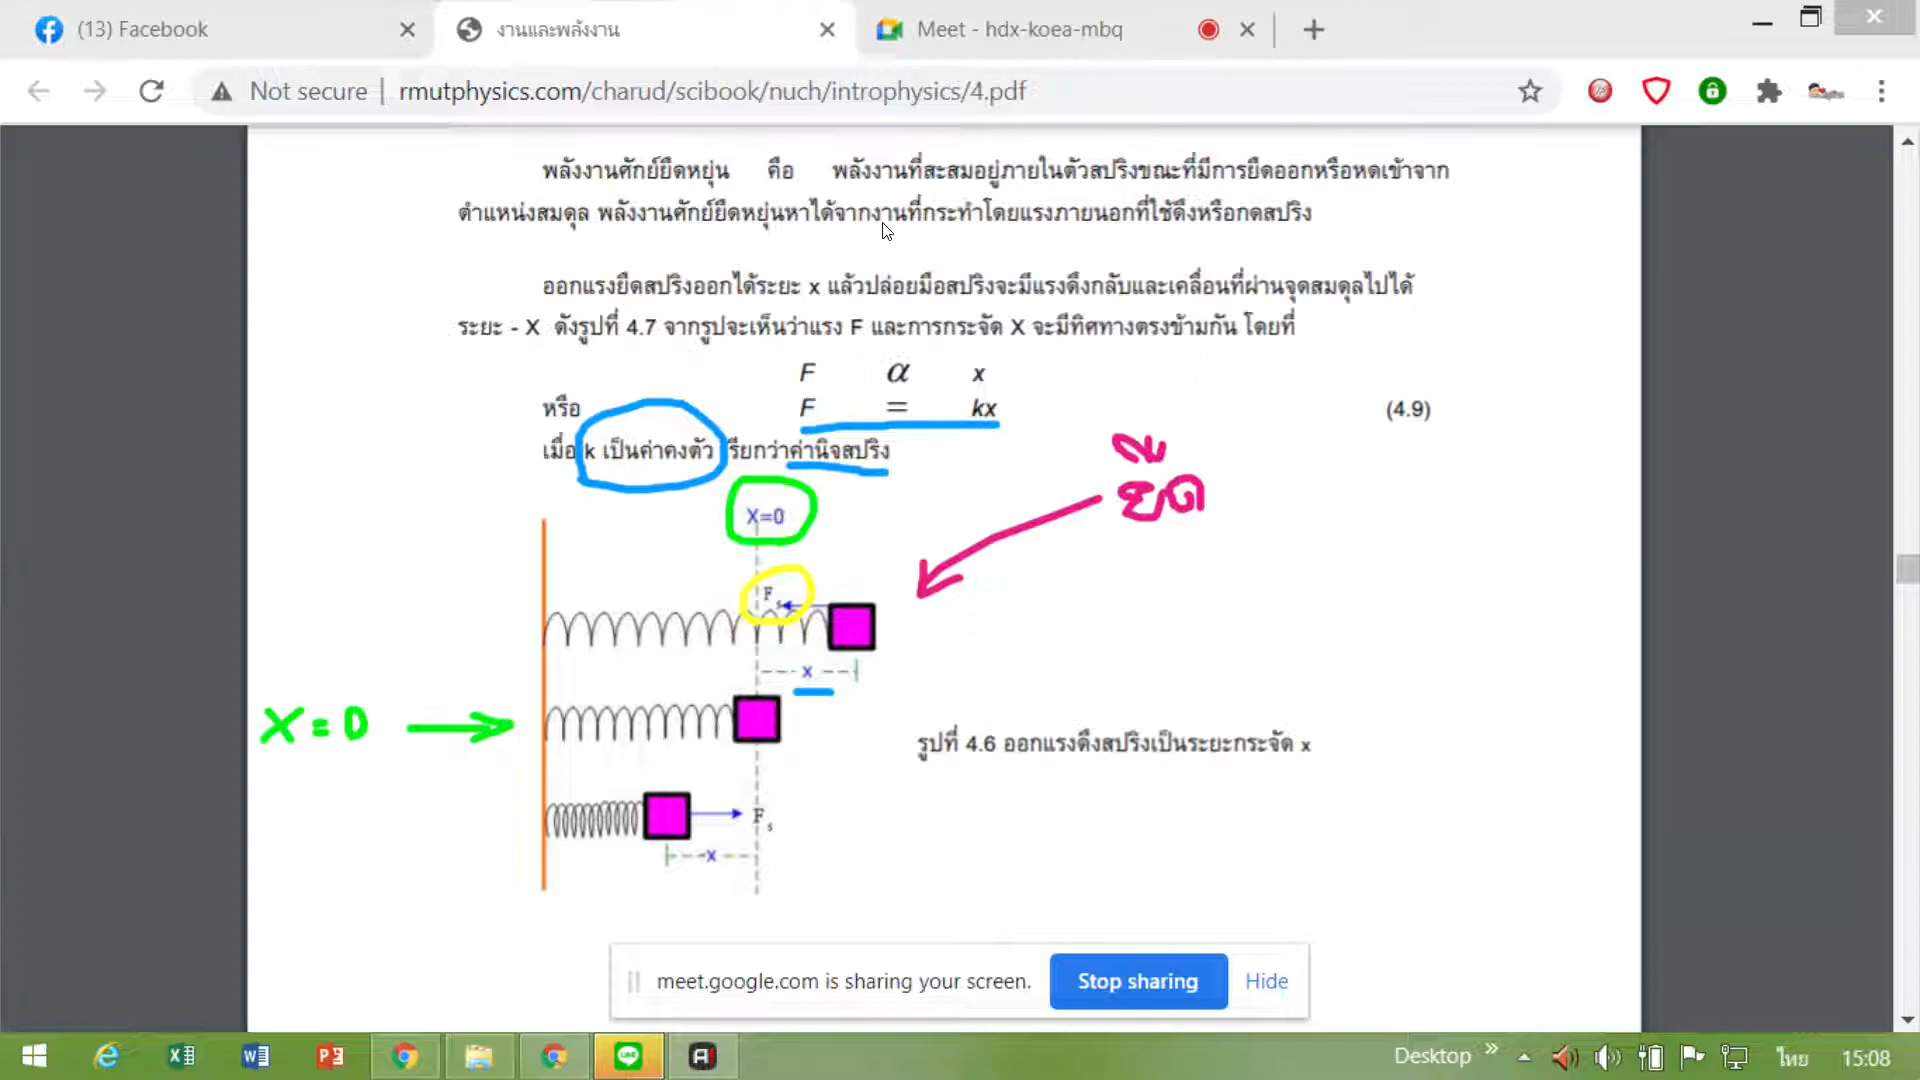 (13) Facebook
งานและพลังงาน
Meet - hdx-koea-mbq
Not secure
rmutphysics.com/charud/scibook/nuch/introphysics/4.pdf
พลังงานศักย์ยืดหยุ่น คือ พลังงานที่สะสมอยู่ภายในตัวสปริงขณะที่มีการยืดออกหรือหดเข้าจาก
ตำแหน่งสมดุล พลังงานศักย์ยืดหยุ่นหาได้จากงานที่กระทำโดยแรงภายนอกที่ใช้ดึงหรือกดสปริง
ออกแรงยืดสปริงออกได้ระยะ x แล้วปล่อยมือสปริงจะมีแรงดึงกลับและเคลื่อนที่ผ่านจุดสมดุลไปได้
ระยะ - X ดังรูปที่ 4.7 จากรูปจะเห็นว่าแรง F และการกระจัด X จะมีทิศทางตรงข้ามกัน โดยที่
F α x
หรือ F = kx (4.9)
เมื่อ k เป็นค่าคงตัว เรียกว่าค่านิจสปริง
ยืด
X=0
Fs
x
X=0
รูปที่ 4.6 ออกแรงดึงสปริงเป็นระยะกระจัด x
Fs
x
meet.google.com is sharing your screen.
Stop sharing
Hide
Desktop
ไทย
15:08